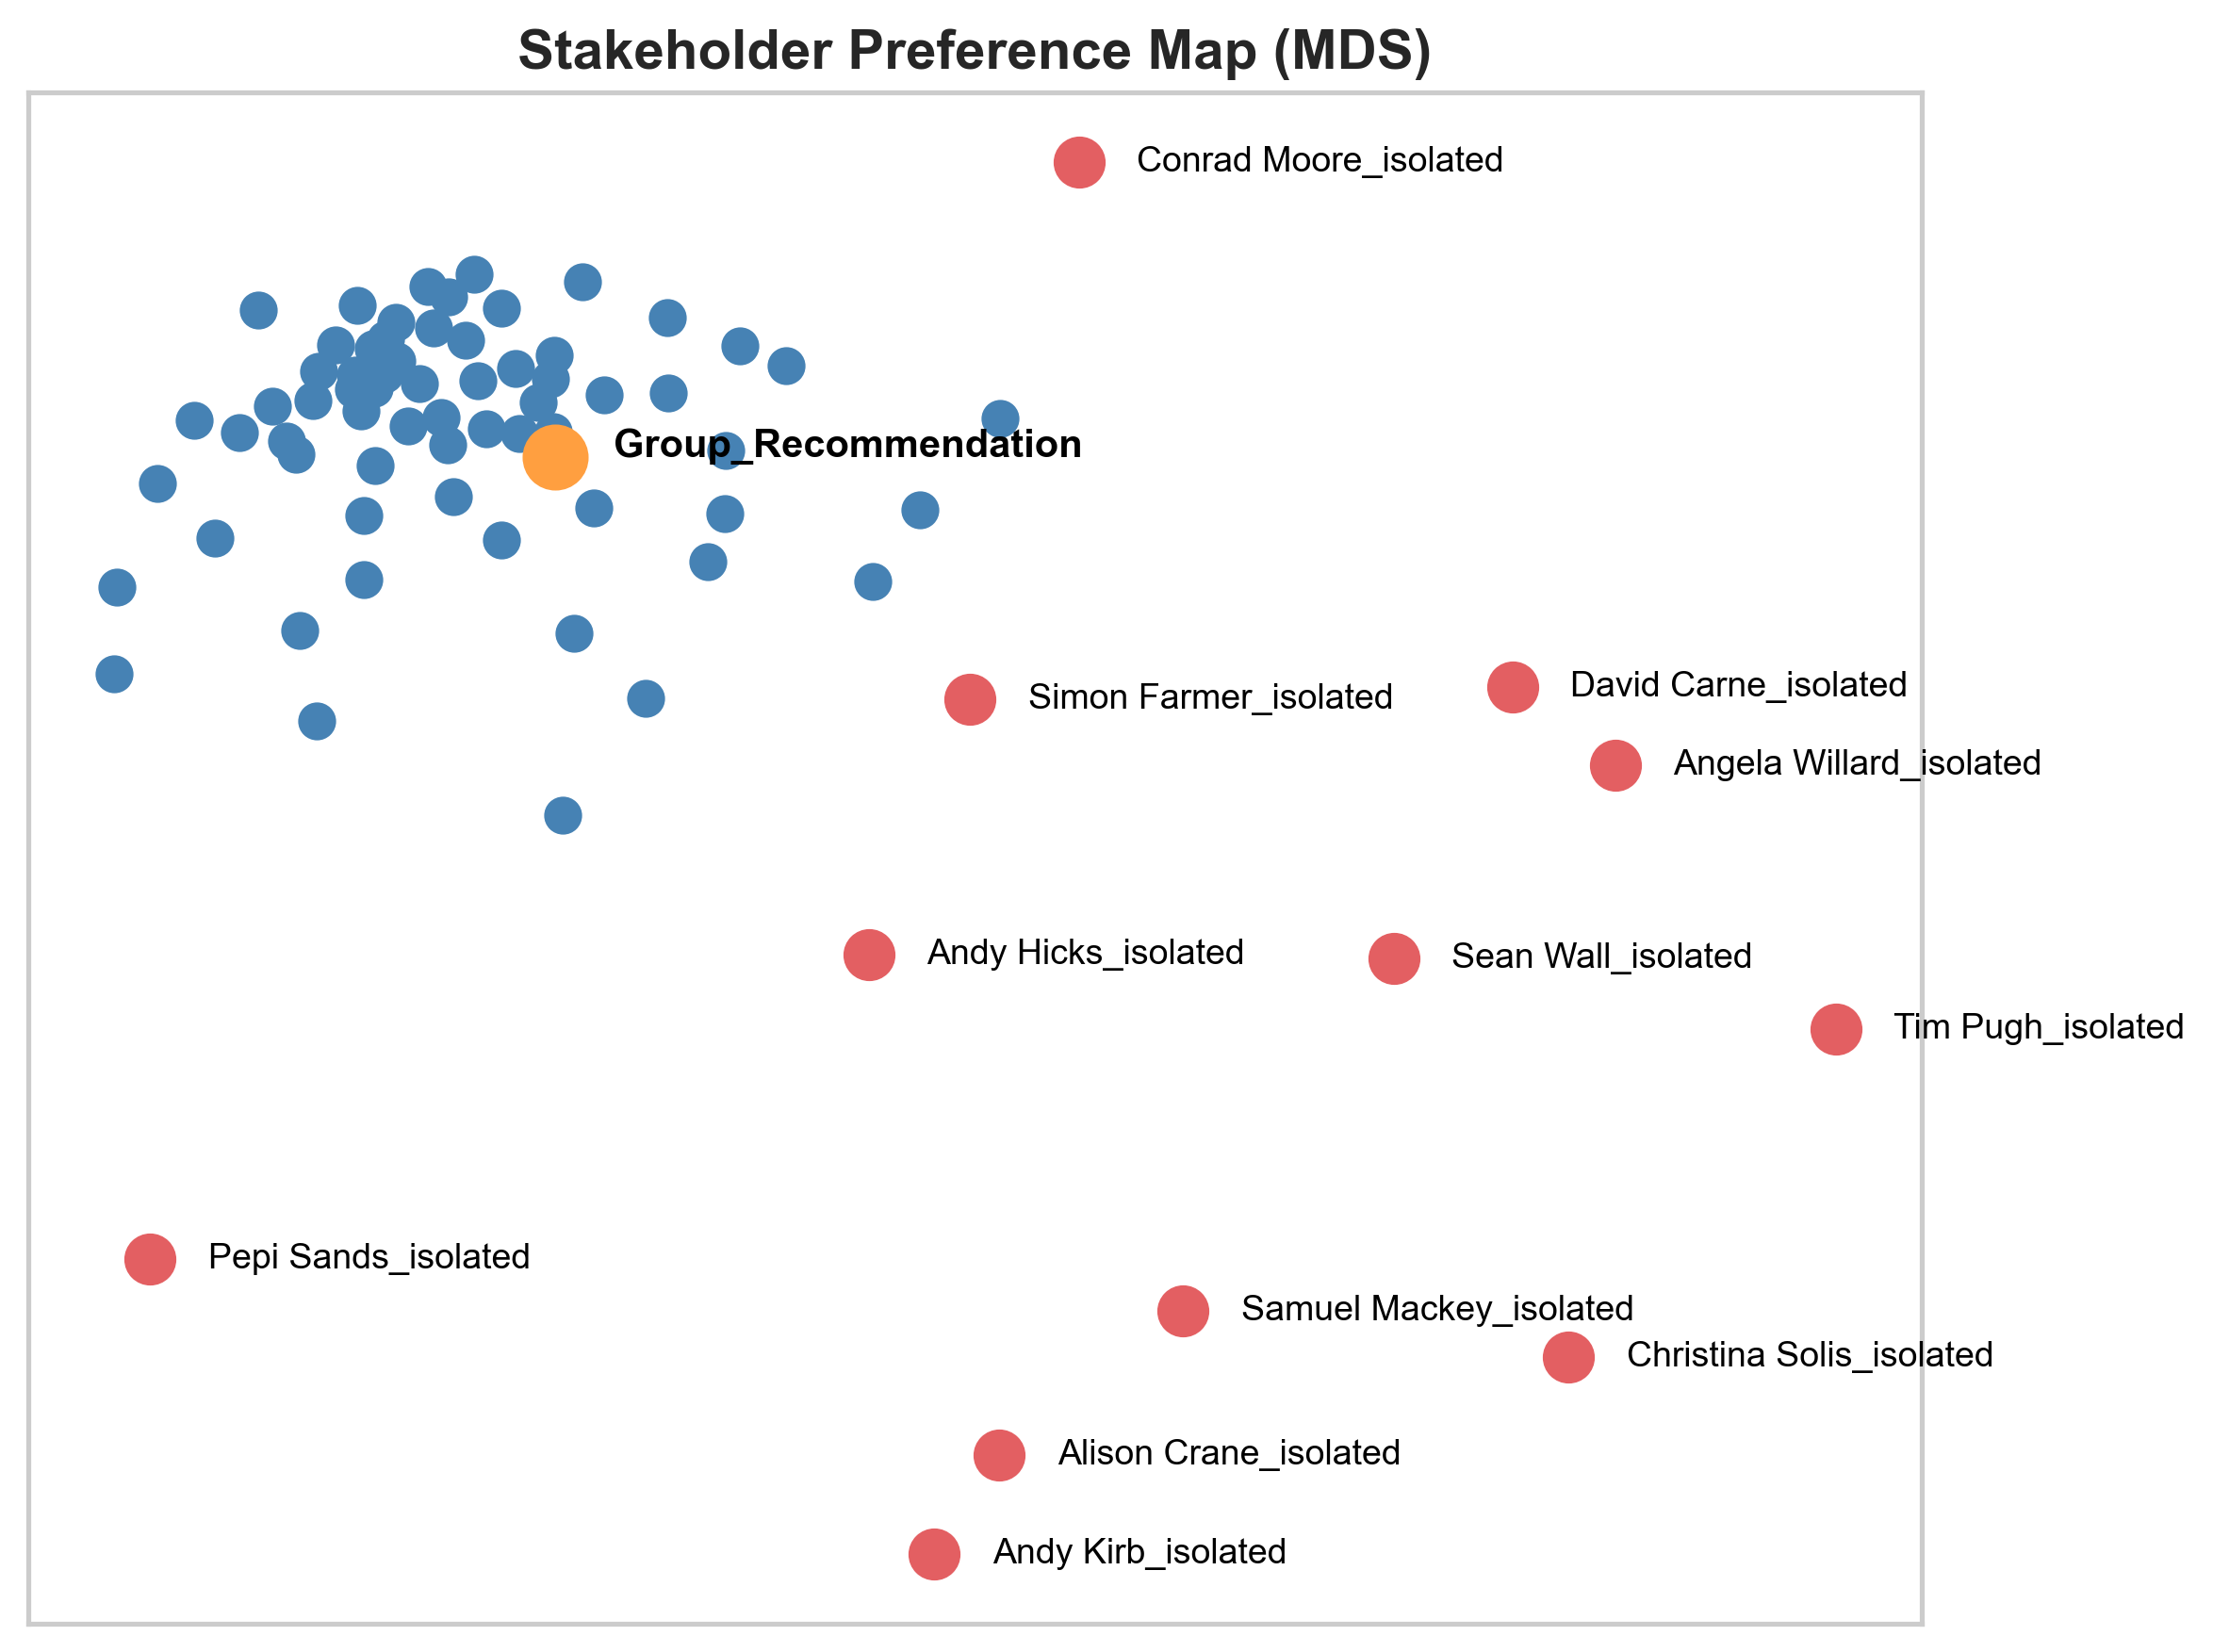 Stakeholder Preference Map (MDS)
Conrad Moore_isolated
Group_Recommendation
Simon Farmer_isolated
David Carne_isolated
Angela Willard_isolated
Andy Hicks_isolated
Sean Wall_isolated
Tim Pugh_isolated
Pepi Sands_isolated
Samuel Mackey_isolated
Christina Solis_isolated
Alison Crane_isolated
Andy Kirb_isolated